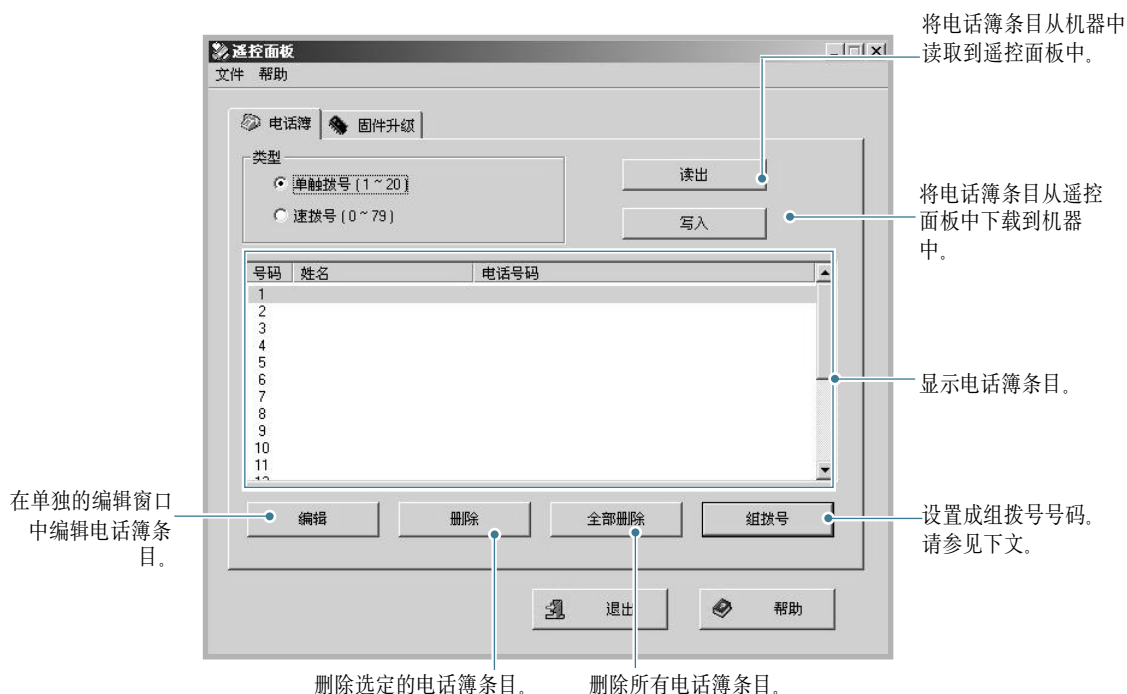 将电话簿条目从机器中
读取到遥控面板中。
遥控面板
文件 帮助
电话簿 固件升级
类型
单触拨号 (1 ~ 20)
速拨号 (0 ~ 79)
读出
写入
将电话簿条目从遥控
面板中下载到机器
中。
号码 姓名 电话号码
1
2
3
4
5
6
7
8
9
10
11
12
显示电话簿条目。
在单独的编辑窗口
中编辑电话簿条
目。
编辑 删除 全部删除 组拨号
设置成组拨号号码。
请参见下文。
退出 帮助
删除选定的电话簿条目。 删除所有电话簿条目。